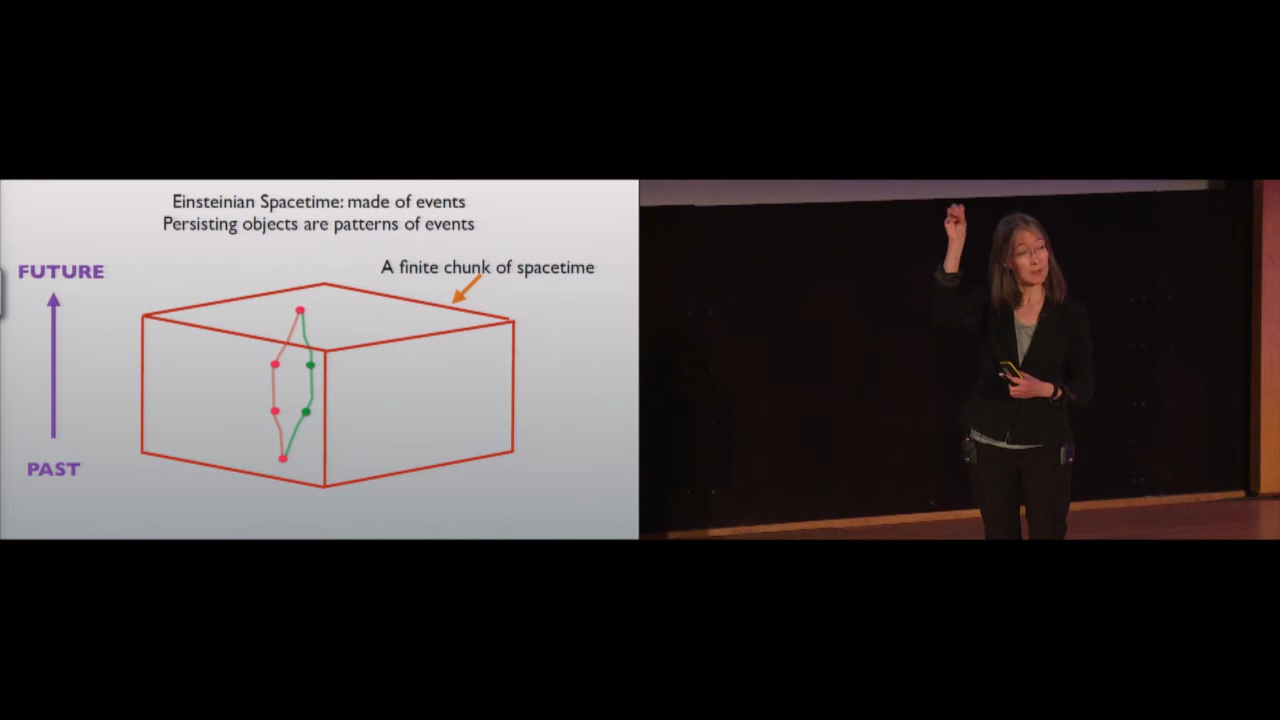 Einsteinian Spacetime: made of events
Persisting objects are patterns of events
A finite chunk of spacetime
FUTURE
PAST